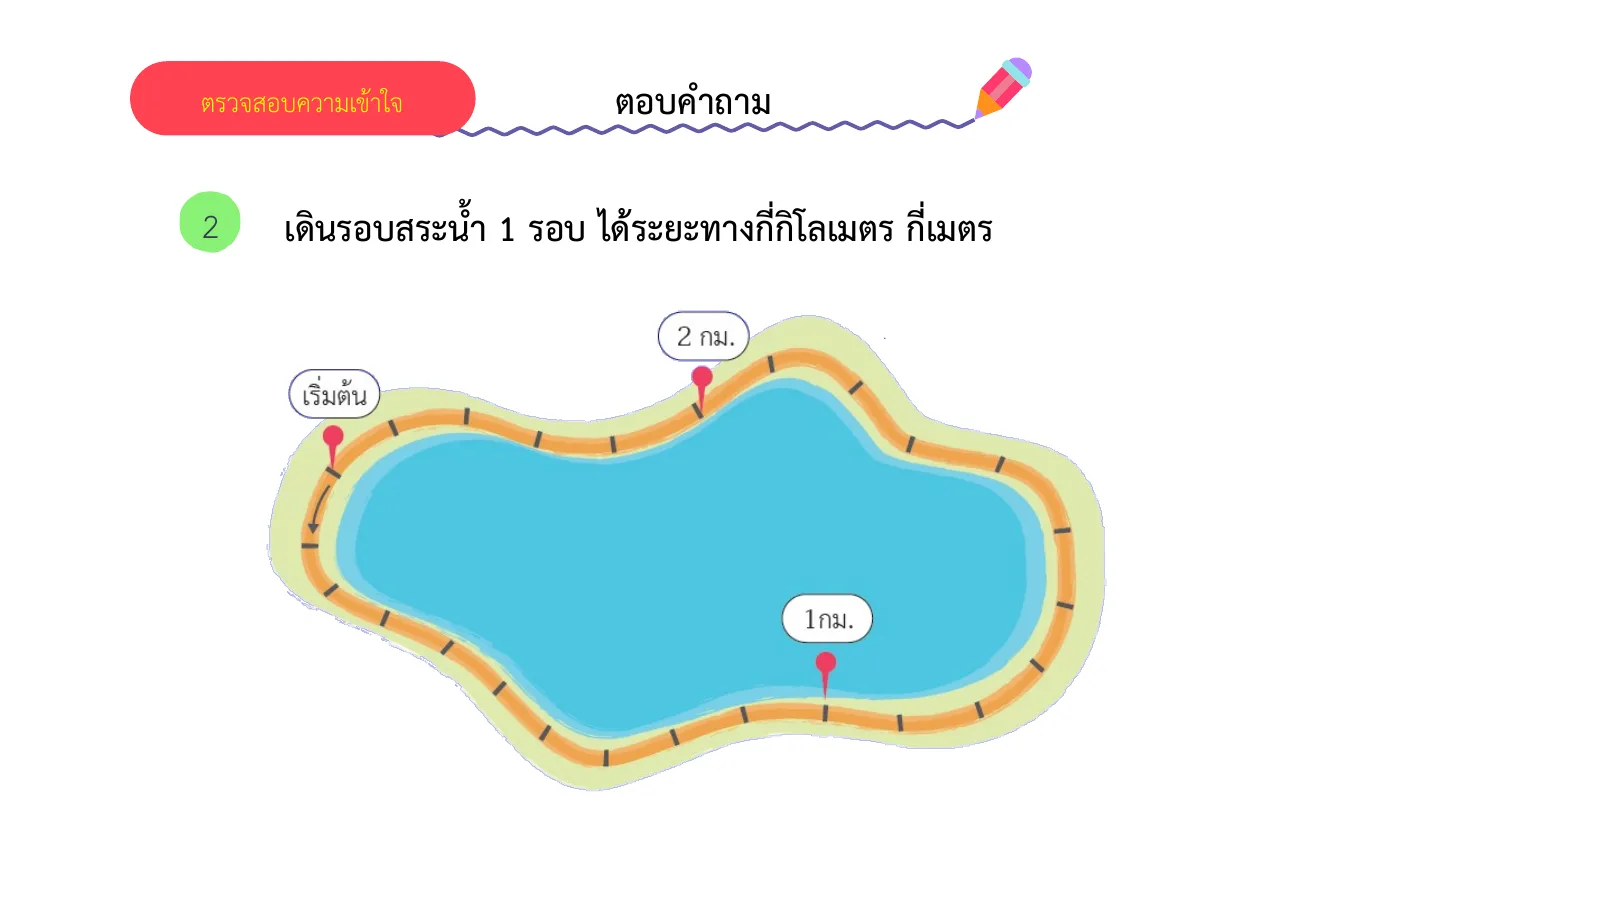 ตรวจสอบความเข้าใจ
ตอบคำถาม
2 เดินรอบสระน้ำ 1 รอบ ได้ระยะทางกี่กิโลเมตร กี่เมตร
2 กม.
เริ่มต้น
1กม.